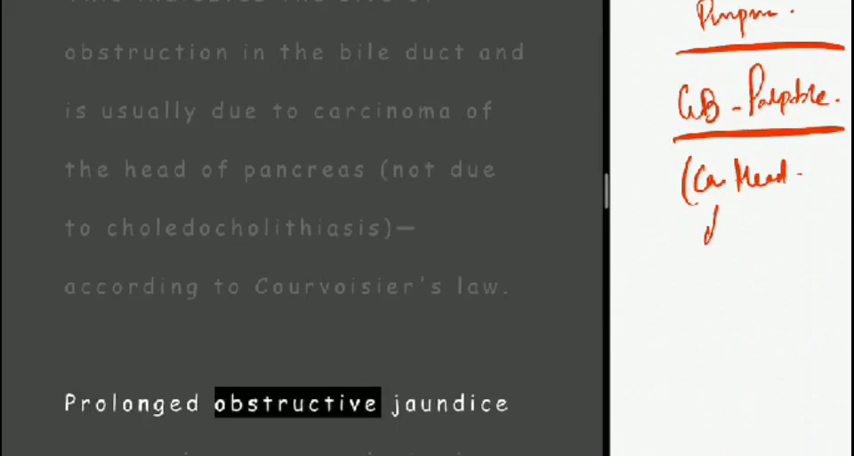 obstruction in the bile duct and
is usually due to carcinoma of
the head of pancreas (not due
to choledocholithiasis)—
according to Courvoisier's law.
Prolonged obstructive jaundice
GB - Palpable.
(Ca Head.